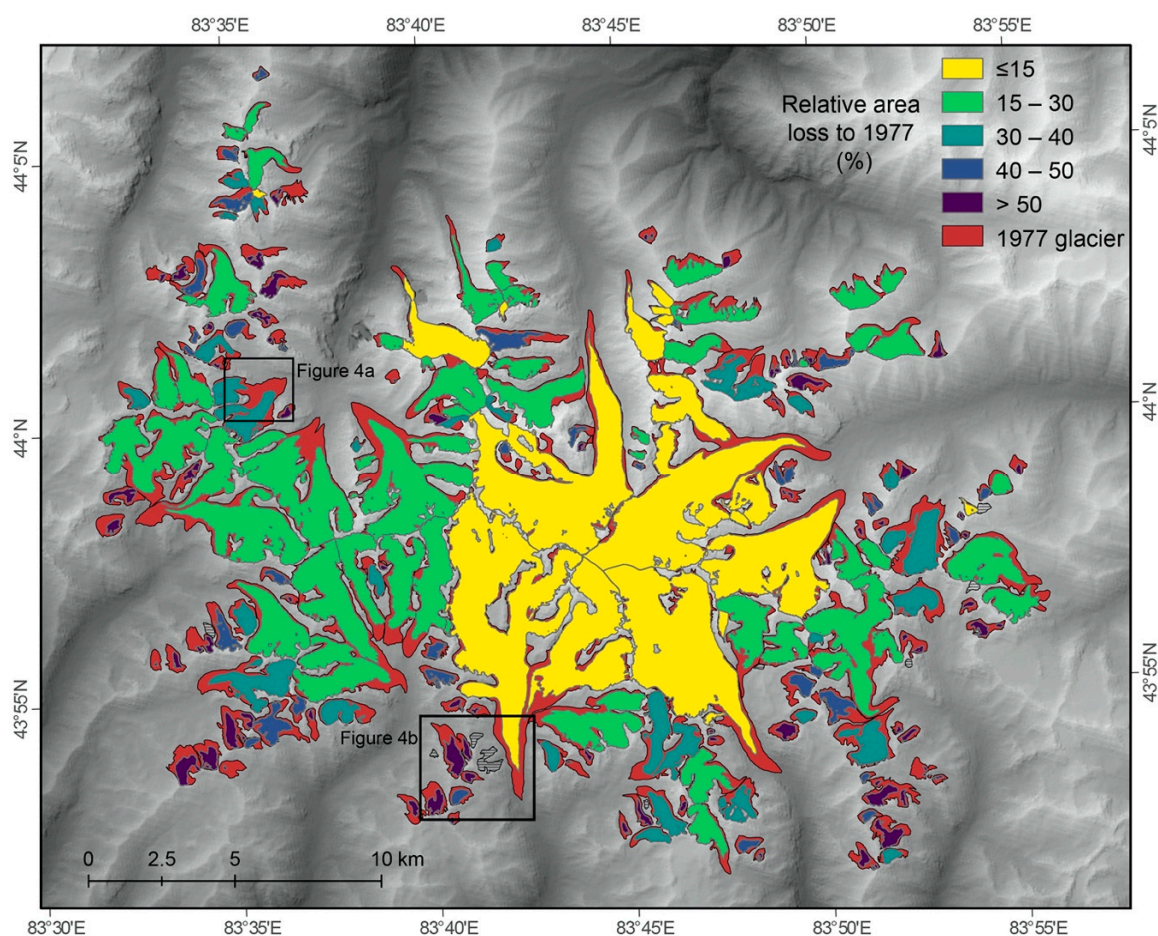 83°35'E 83°40'E 83°45'E 83°50'E 83°55'E
≤15
15 – 30
30 – 40
40 – 50
> 50
1977 glacier
Relative area
loss to 1977
(%)
44°5'N
44°5'N
Figure 4a
44°N
44°N
43°55'N
43°55'N
Figure 4b
0 2.5 5 10 km
83°30'E 83°35'E 83°40'E 83°45'E 83°50'E 83°55'E